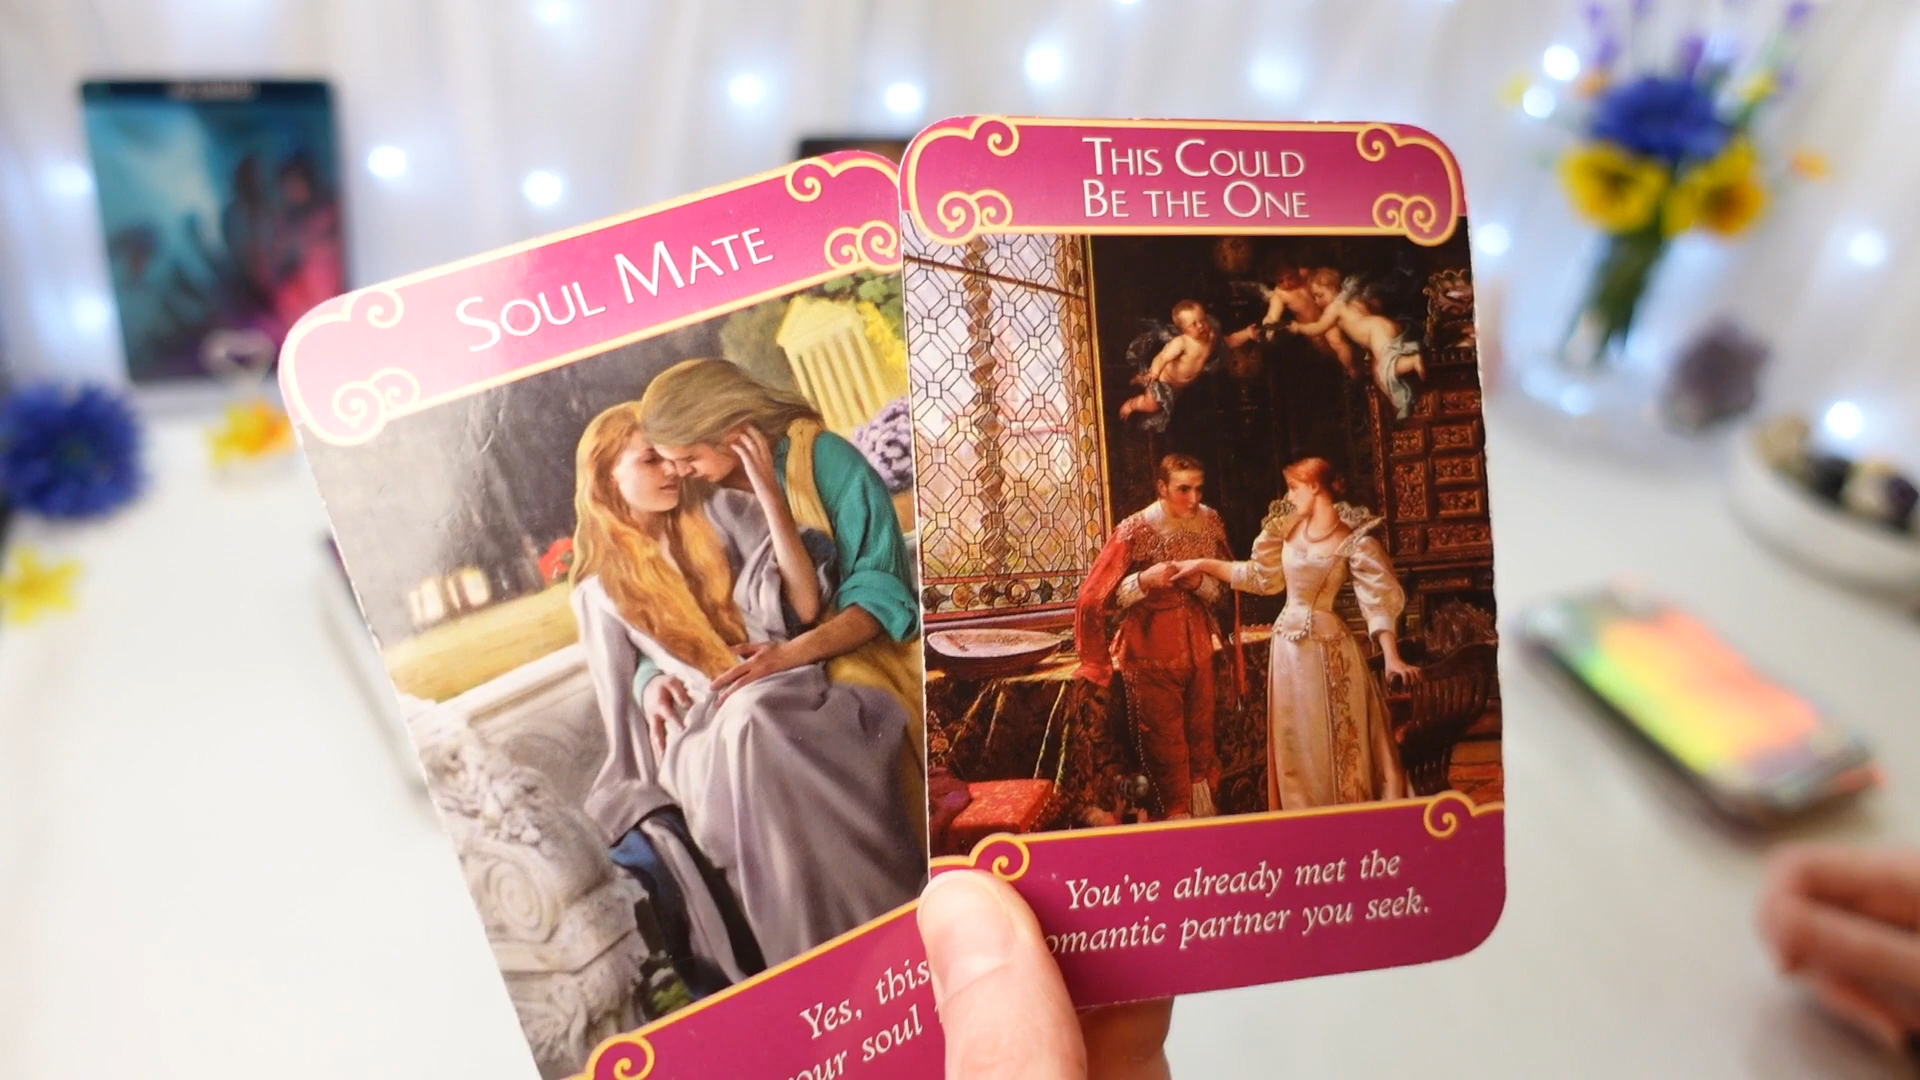 SOUL MATE
Yes, this
your soul
THIS COULD
BE THE ONE
You've already met the
romantic partner you seek.